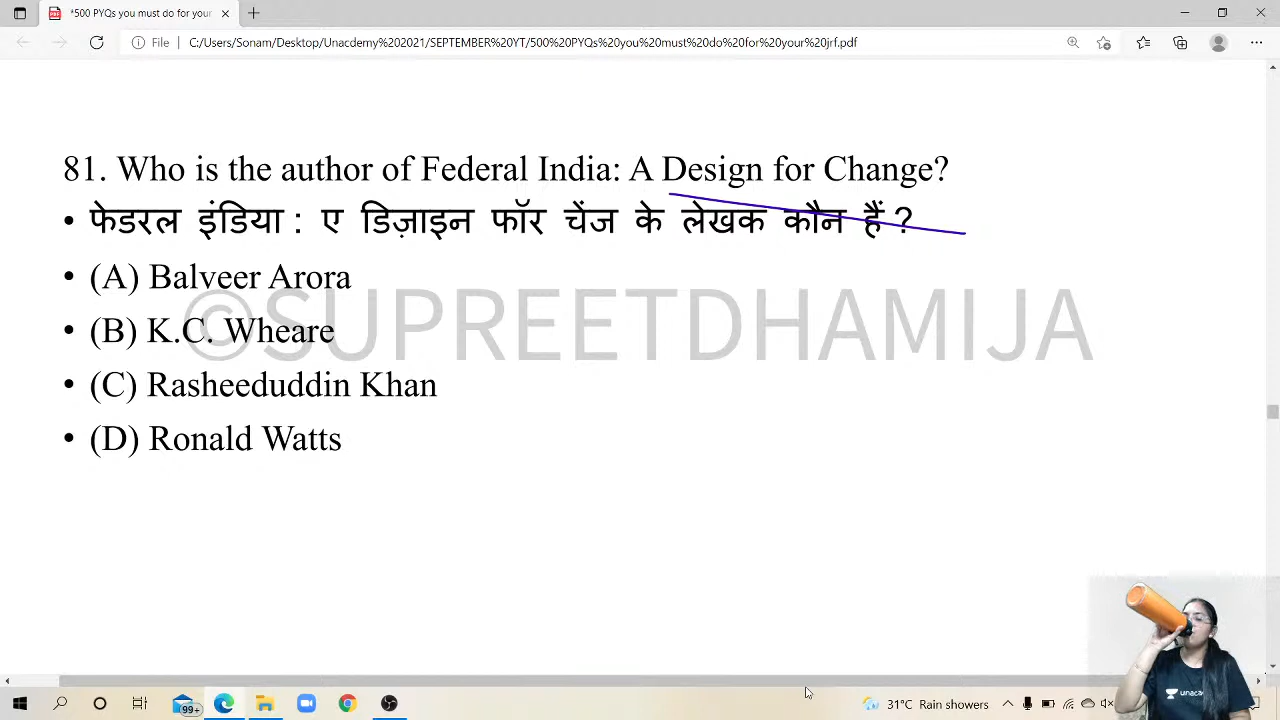 *500 PYQs you must do for your
File
C:/Users/Sonam/Desktop/Unacdemy%202021/SEPTEMBER%20YT/500%20PYQs%20you%20must%20do%20for%20your%20jrf.pdf
81. Who is the author of Federal India: A Design for Change?
• फेडरल इंडिया : ए डिज़ाइन फॉर चेंज के लेखक कौन हैं ?
• (A) Balveer Arora
• (B) K.C. Wheare
• (C) Rasheeduddin Khan
• (D) Ronald Watts
©SUPREETDHAMIJA
99+
31°C Rain showers